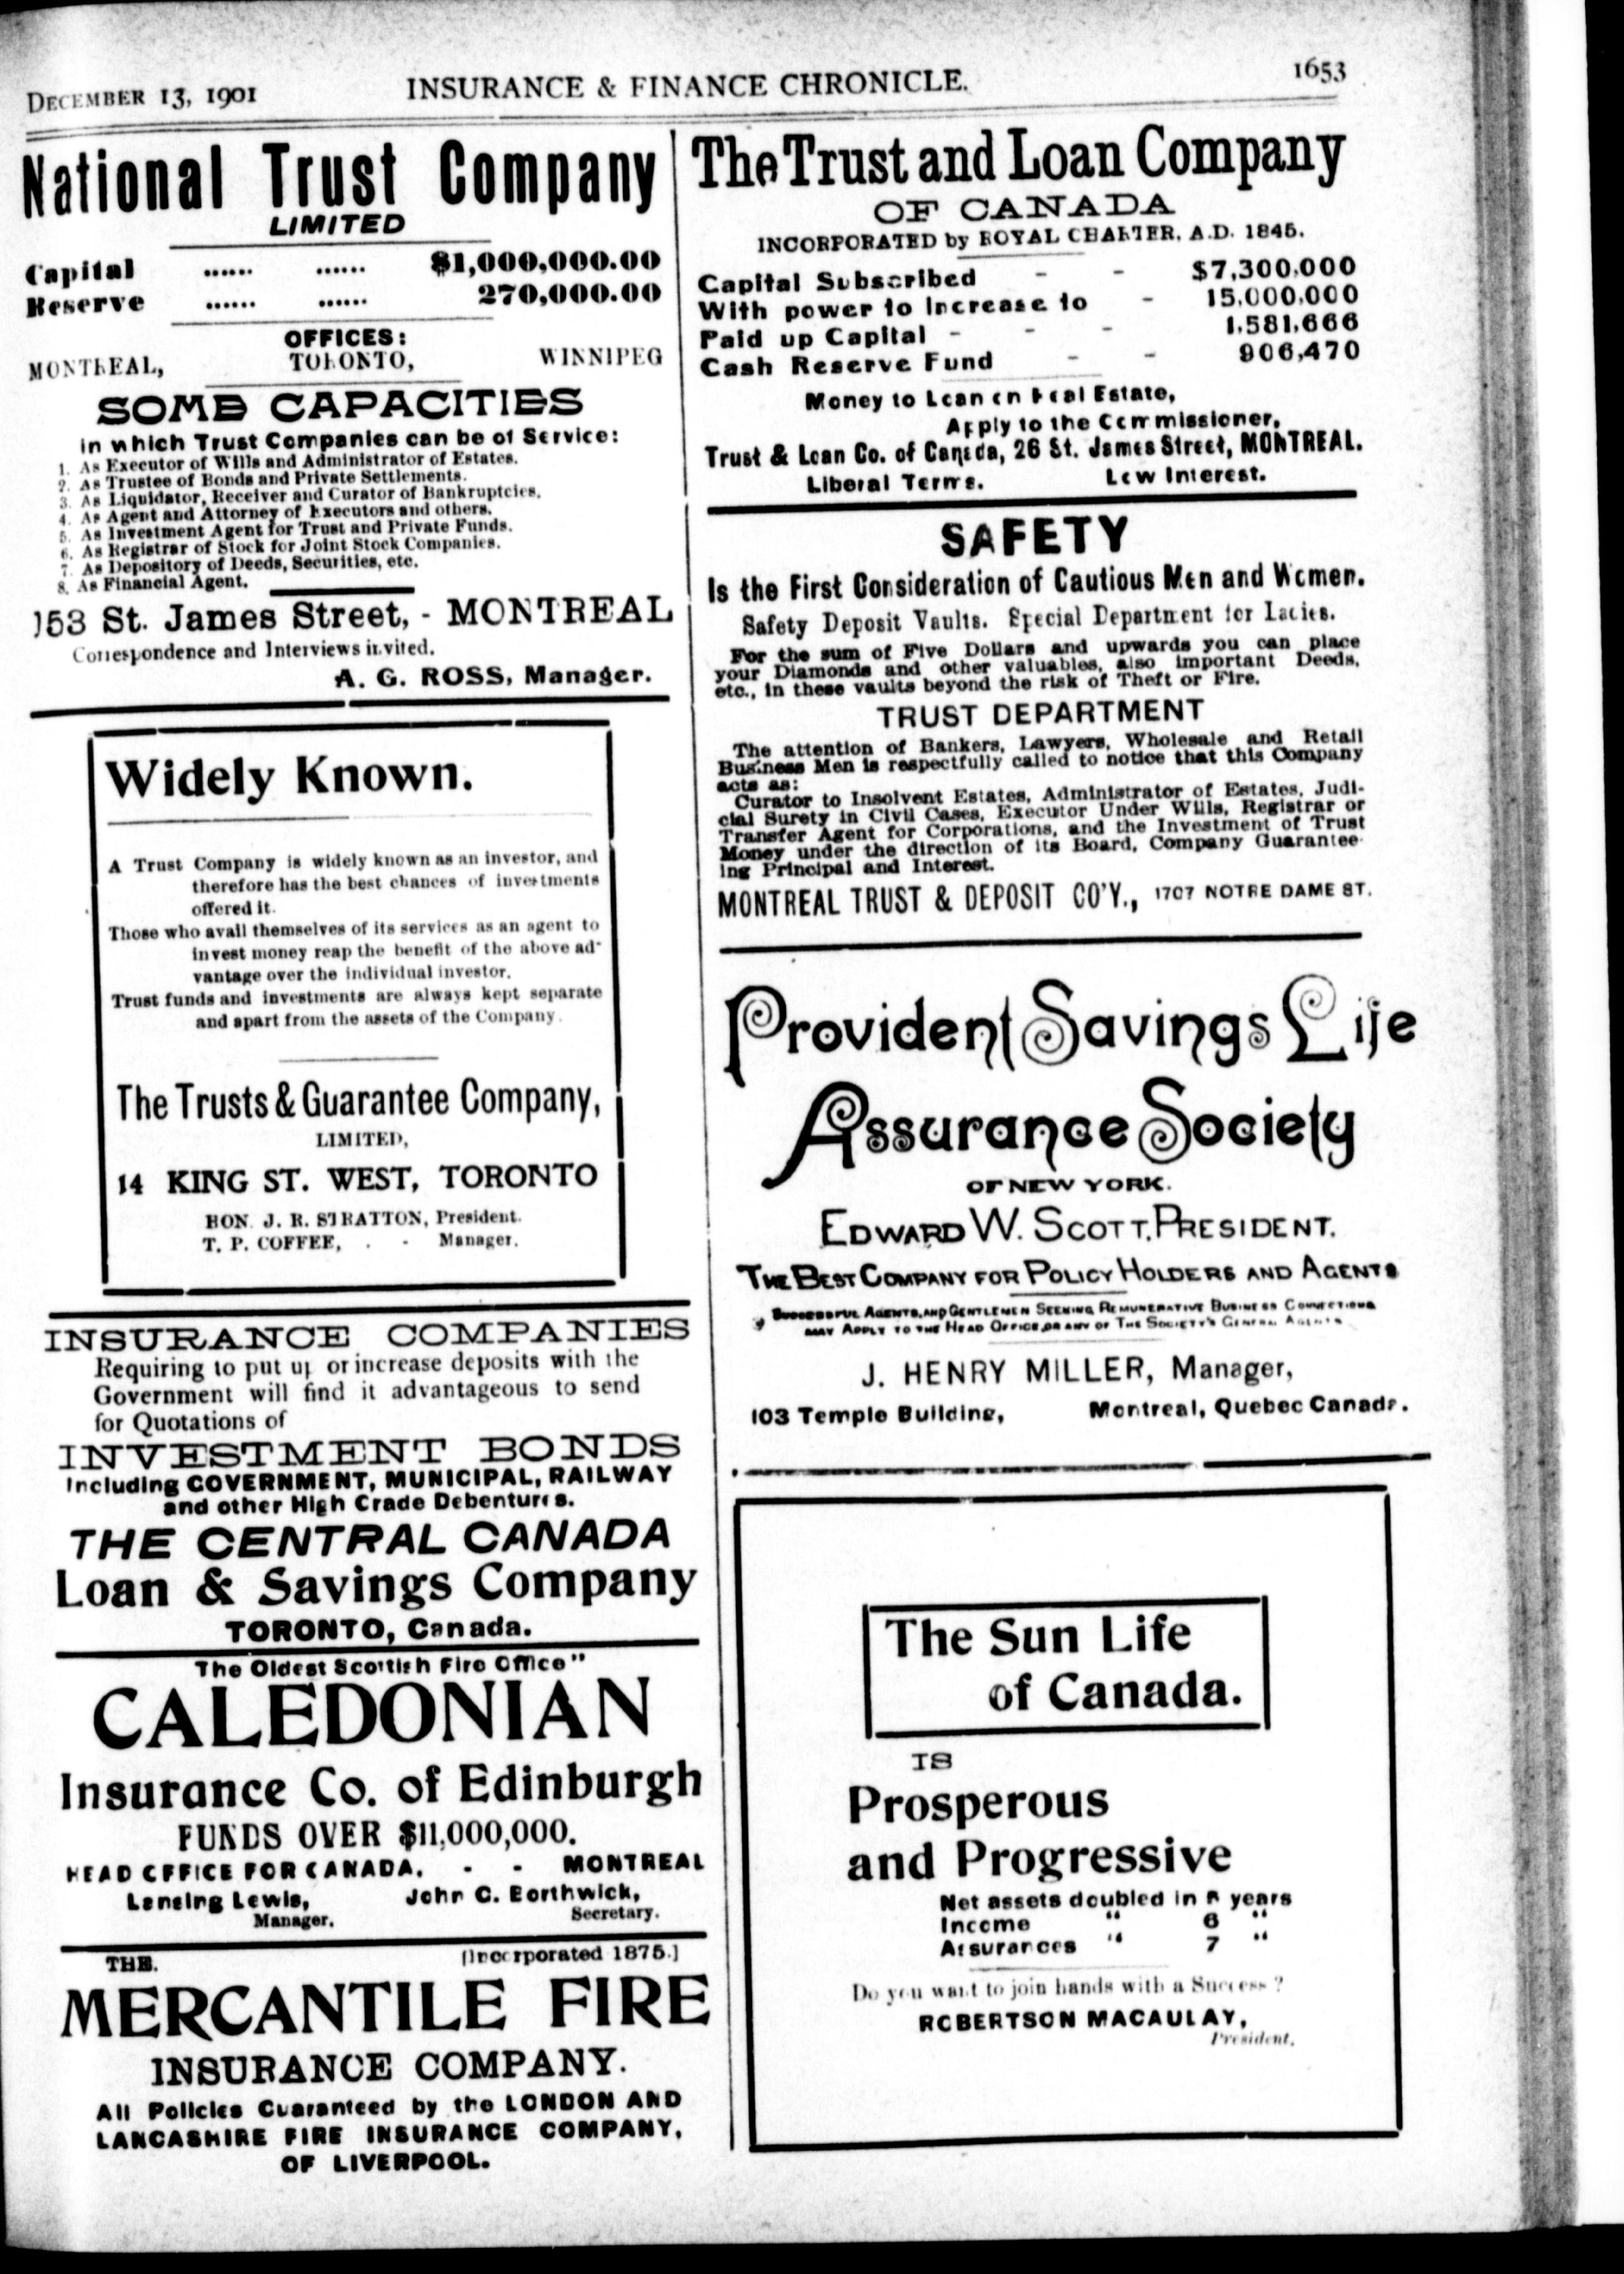 DECEMBER 13, 1901
INSURANCE & FINANCE CHRONICLE.
1653
National Trust Company
LIMITED
Capital ...... ...... $1,000,000.00
Reserve ...... ...... 270,000.00
OFFICES:
MONTREAL, TORONTO, WINNIPEG
SOME CAPACITIES
in which Trust Companies can be of Service:
1. As Executor of Wills and Administrator of Estates.
2. As Trustee of Bonds and Private Settlements.
3. As Liquidator, Receiver and Curator of Bankruptcies.
4. As Agent and Attorney of Executors and others.
5. As Investment Agent for Trust and Private Funds.
6. As Registrar of Stock for Joint Stock Companies.
7. As Depository of Deeds, Securities, etc.
8. As Financial Agent.
153 St. James Street, - MONTREAL
Correspondence and Interviews invited.
A. G. ROSS, Manager.
Widely Known.
A Trust Company is widely known as an investor, and
therefore has the best chances of investments
offered it.
Those who avail themselves of its services as an agent to
invest money reap the benefit of the above ad-
vantage over the individual investor.
Trust funds and investments are always kept separate
and apart from the assets of the Company.
The Trusts & Guarantee Company,
LIMITED,
14 KING ST. WEST, TORONTO
HON. J. R. STRATTON, President.
T. P. COFFEE, . - Manager.
INSURANCE COMPANIES
Requiring to put up or increase deposits with the
Government will find it advantageous to send
for Quotations of
INVESTMENT BONDS
Including GOVERNMENT, MUNICIPAL, RAILWAY
and other High Grade Debentures.
THE CENTRAL CANADA
Loan & Savings Company
TORONTO, Canada.
The Oldest Scottish Fire Office"
CALEDONIAN
Insurance Co. of Edinburgh
FUNDS OVER $11,000,000.
HEAD OFFICE FOR CANADA, - - MONTREAL
Lansing Lewis, John C. Borthwick,
Manager. Secretary.
THE. [Incorporated 1875.]
MERCANTILE FIRE
INSURANCE COMPANY.
All Policies Guaranteed by the LONDON AND
LANCASHIRE FIRE INSURANCE COMPANY,
OF LIVERPOOL.
The Trust and Loan Company
OF CANADA
INCORPORATED by ROYAL CHARTER, A.D. 1845.
Capital Subscribed - - $7,300,000
With power to Increase to - 15,000,000
Paid up Capital - - - 1,581,666
Cash Reserve Fund - - 906,470
Money to Loan on Real Estate,
Apply to the Commissioner,
Trust & Loan Co. of Canada, 26 St. James Street, MONTREAL.
Liberal Terms. Low Interest.
SAFETY
Is the First Consideration of Cautious Men and Women.
Safety Deposit Vaults. Special Department for Ladies.
For the sum of Five Dollars and upwards you can place
your Diamonds and other valuables, also important Deeds,
etc., in these vaults beyond the risk of Theft or Fire.
TRUST DEPARTMENT
The attention of Bankers, Lawyers, Wholesale and Retail
Business Men is respectfully called to notice that this Company
acts as:
Curator to Insolvent Estates, Administrator of Estates, Judi-
cial Surety in Civil Cases, Executor Under Wills, Registrar or
Transfer Agent for Corporations, and the Investment of Trust
Money under the direction of its Board, Company Guarantee-
ing Principal and Interest.
MONTREAL TRUST & DEPOSIT CO'Y., 1707 NOTRE DAME ST.
Provident Savings Life
Assurance Society
OF NEW YORK.
EDWARD W. SCOTT, PRESIDENT.
THE BEST COMPANY FOR POLICY HOLDERS AND AGENTS
SUCCESSFUL AGENTS, AND GENTLEMEN SEEKING REMUNERATIVE BUSINESS CONNECTIONS
MAY APPLY TO THE HEAD OFFICE, OR ANY OF THE SOCIETY'S GENERAL AGENTS
J. HENRY MILLER, Manager,
103 Temple Building, Montreal, Quebec Canada.
The Sun Life
of Canada.
IS
Prosperous
and Progressive
Net assets doubled in years
Income " 6 "
Assurances " 7 "
Do you want to join hands with a Success?
ROBERTSON MACAULAY,
President.